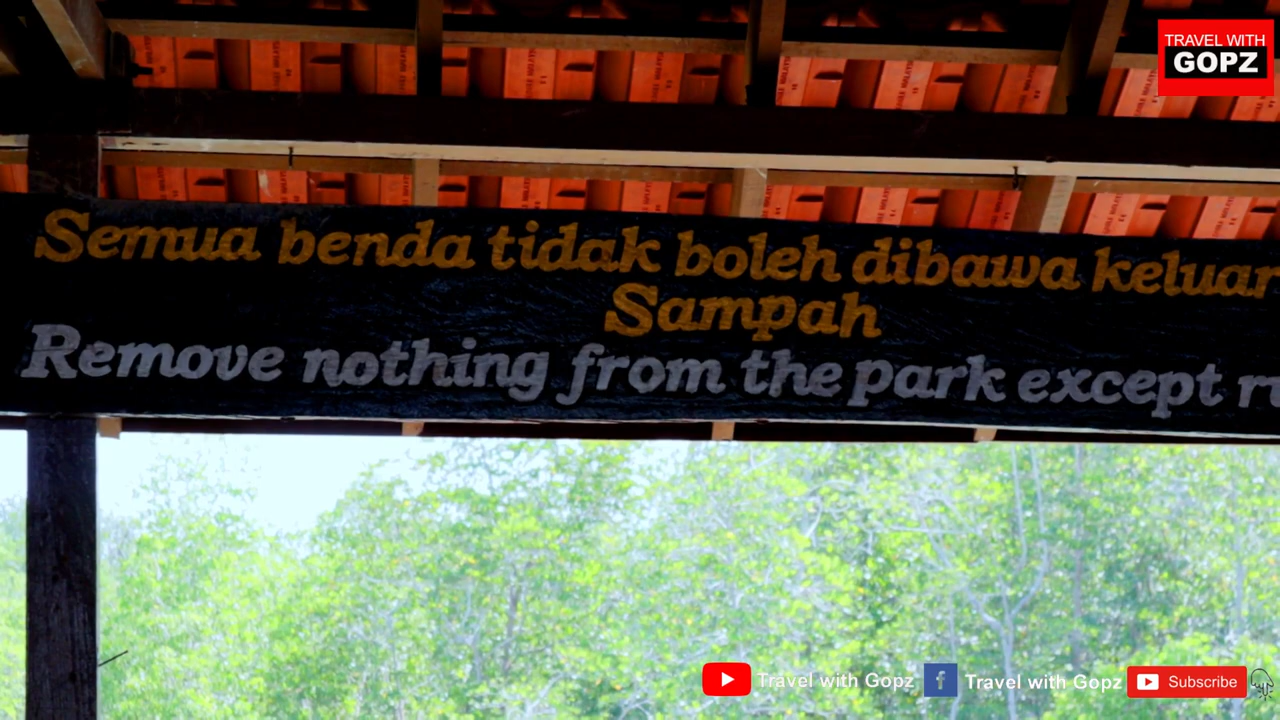 TRAVEL WITH
GOPZ
Semua benda tidak boleh dibawa keluar
Sampah
Remove nothing from the park except
Travel with Gopz
Travel with Gopz
Subscribe